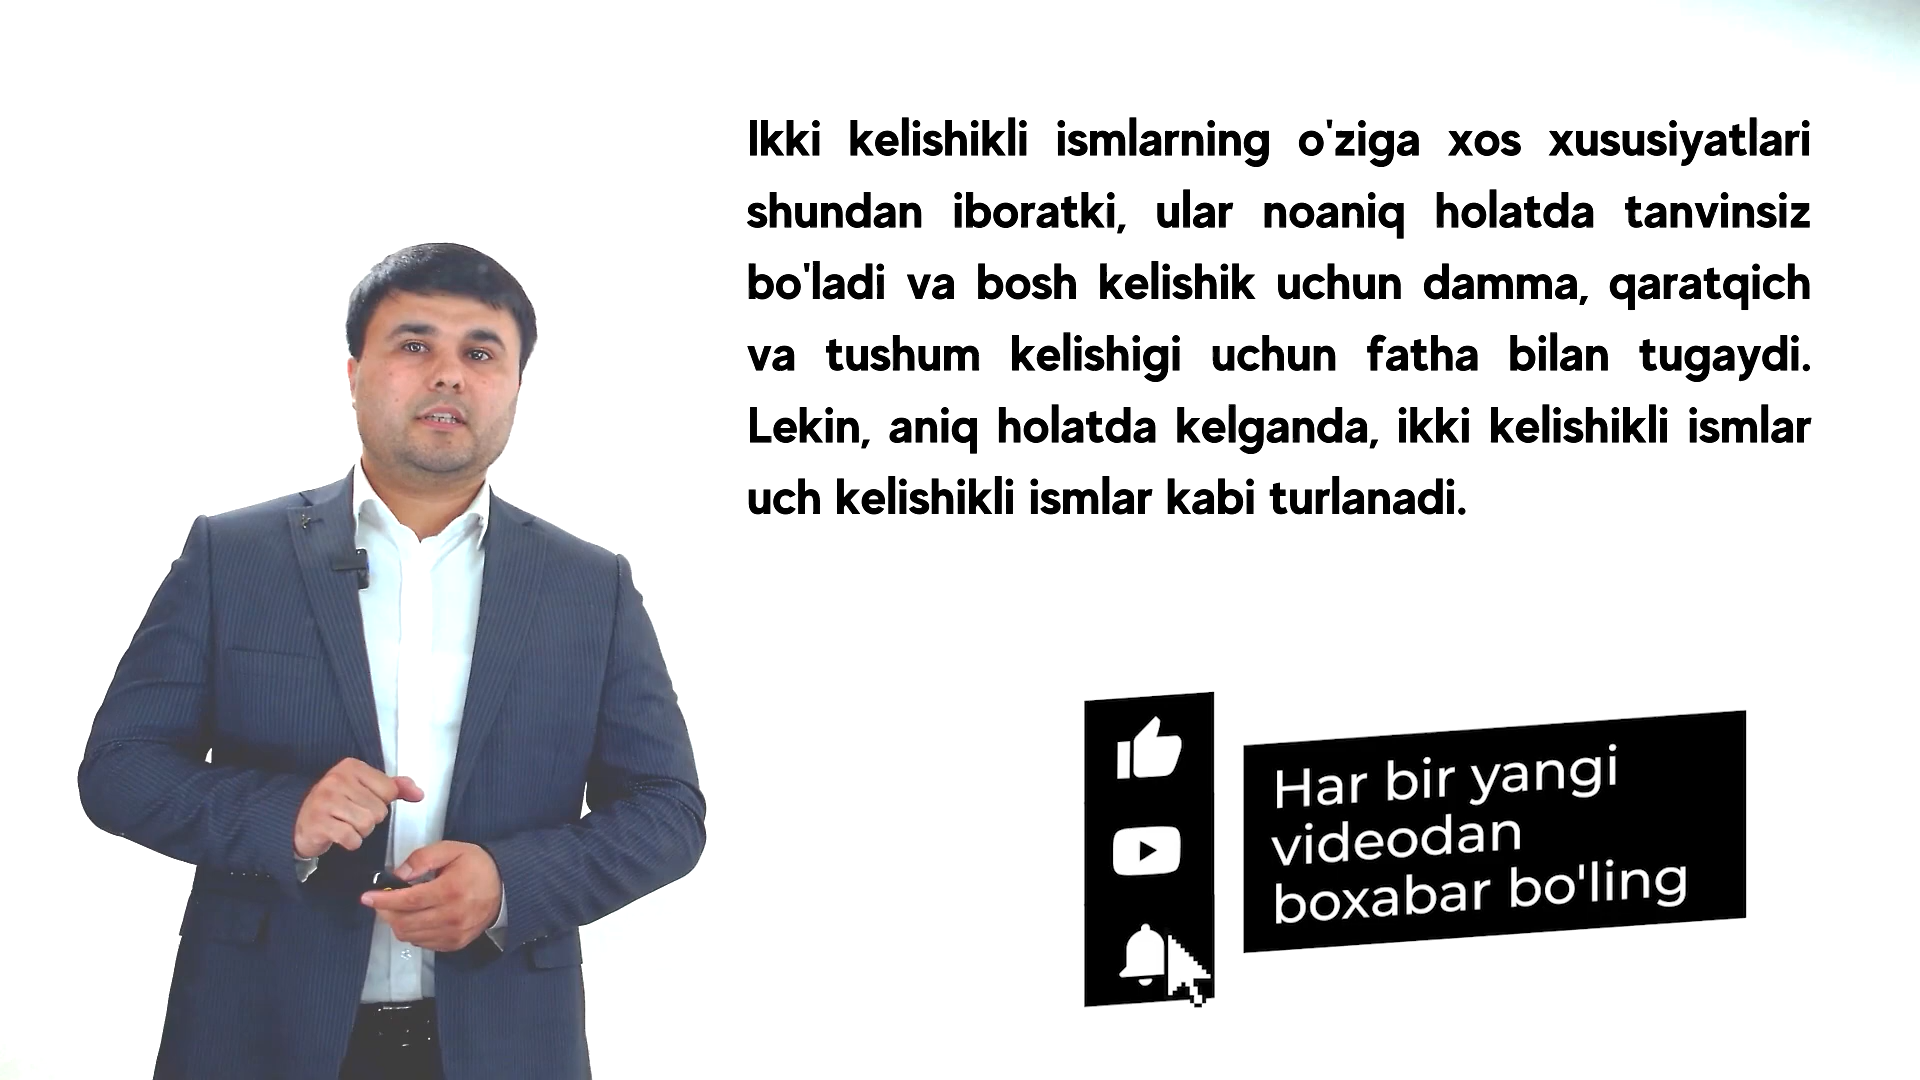 Ikki kelishikli ismlarning o'ziga xos xususiyatlari
shundan iboratki, ular noaniq holatda tanvinsiz
bo'ladi va bosh kelishik uchun damma, qaratqich
va tushum kelishigi uchun fatha bilan tugaydi.
Lekin, aniq holatda kelganda, ikki kelishikli ismlar
uch kelishikli ismlar kabi turlanadi.
Har bir yangi
videodan
boxabar bo'ling